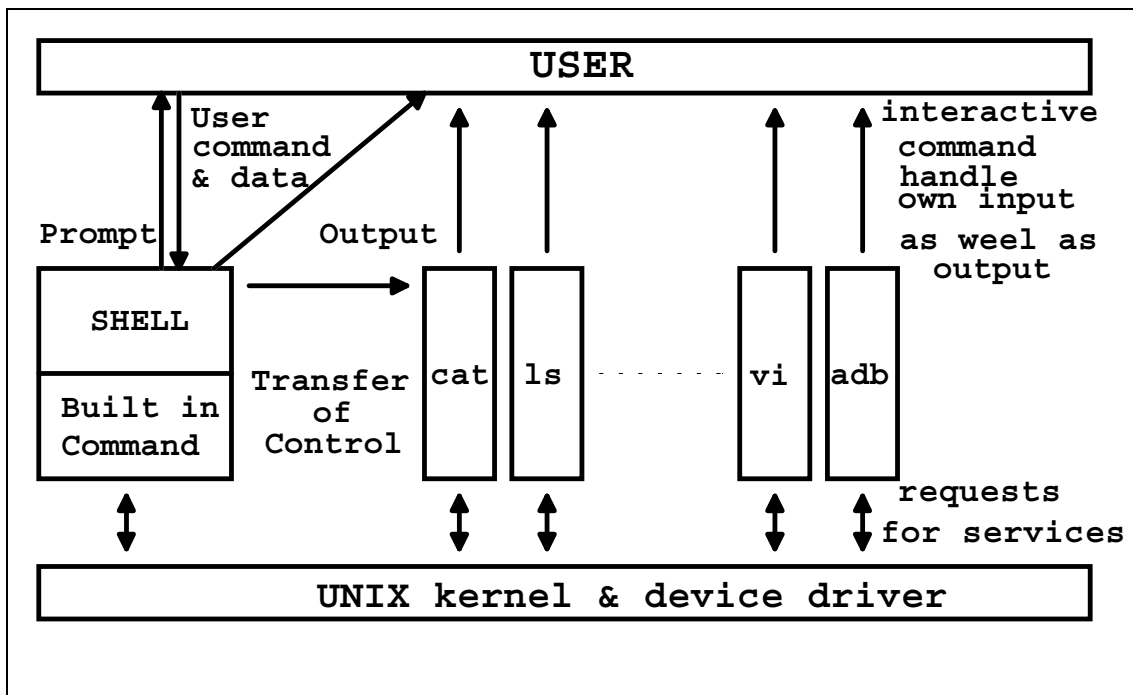 USER
User
command
& data
interactive
command
handle
own input
as weel as
output
Prompt
Output
SHELL
Built in
Command
Transfer
of
Control
cat
ls
vi
adb
requests
for services
UNIX kernel & device driver